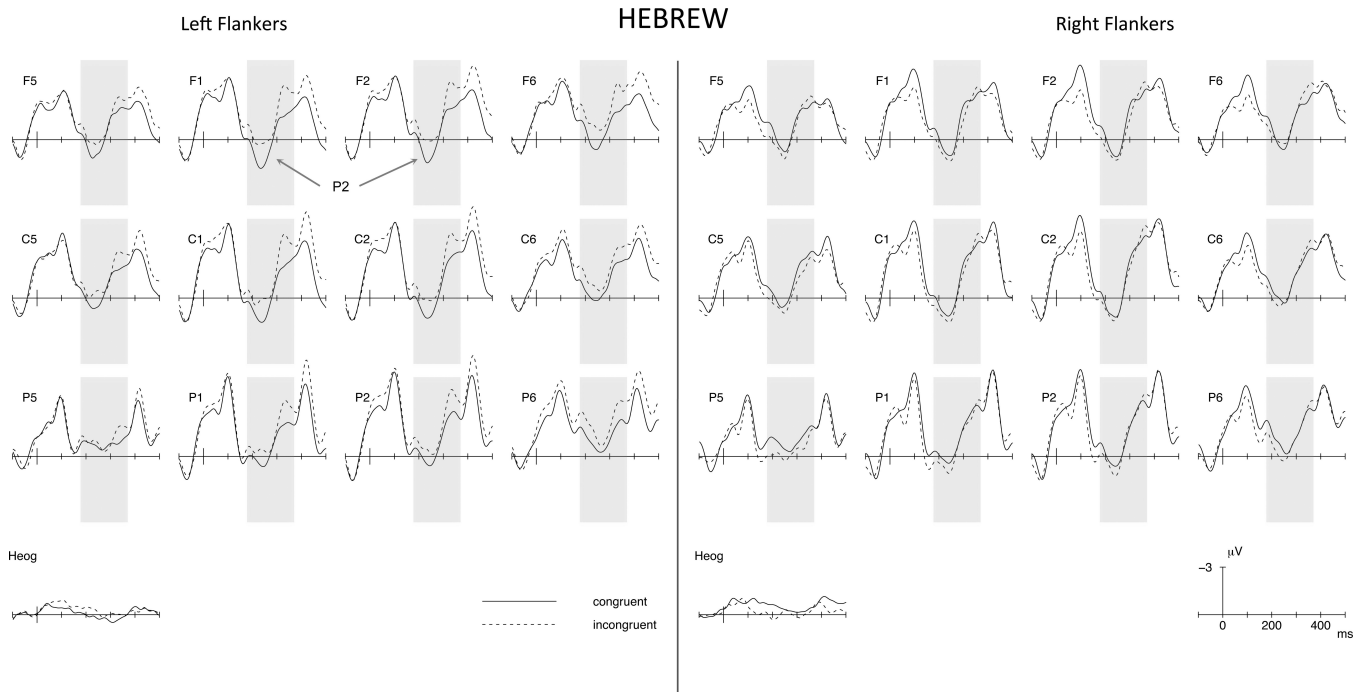 HEBREW
Left Flankers
Right Flankers
F5
F1
F2
F6
P2
C5
C1
C2
C6
P5
P1
P2
P6
Heog
congruent
incongruent
F5
F1
F2
F6
C5
C1
C2
C6
P5
P1
P2
P6
Heog
μV
−3
0 200 400
ms